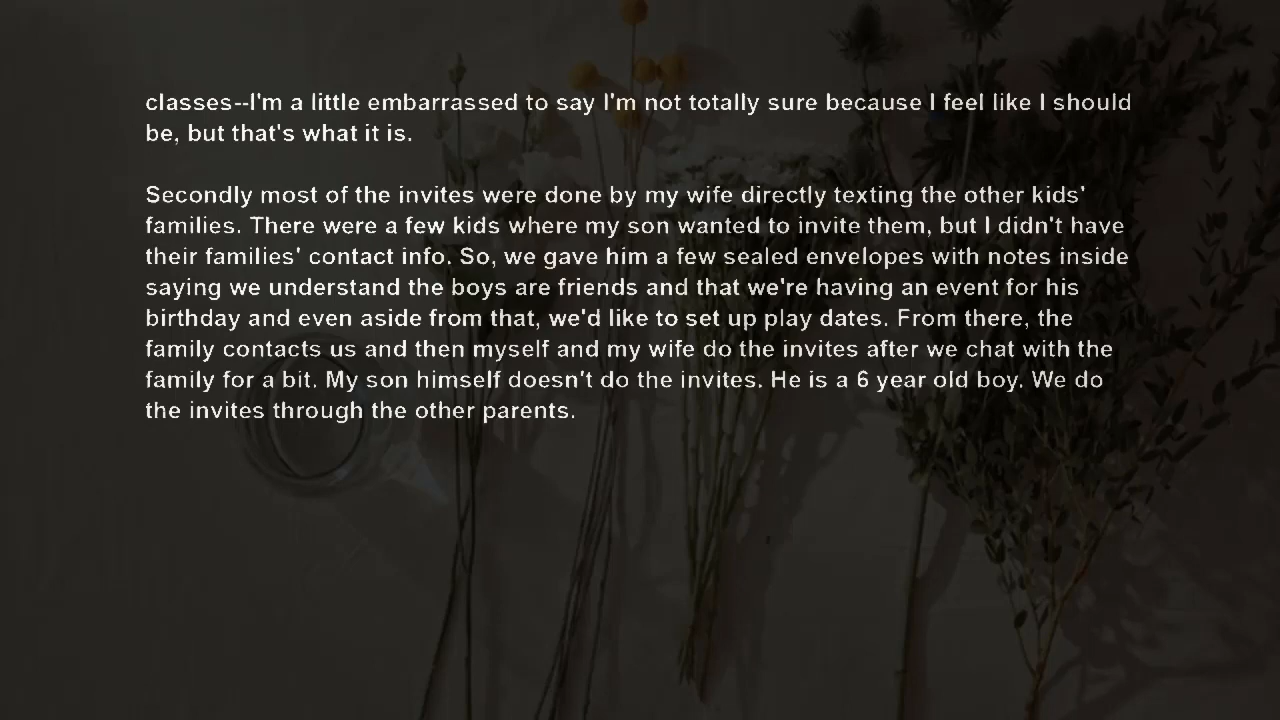 classes--I'm a little embarrassed to say I'm not totally sure because I feel like I should
be, but that's what it is.
Secondly most of the invites were done by my wife directly texting the other kids'
families. There were a few kids where my son wanted to invite them, but I didn't have
their families' contact info. So, we gave him a few sealed envelopes with notes inside
saying we understand the boys are friends and that we're having an event for his
birthday and even aside from that, we'd like to set up play dates. From there, the
family contacts us and then myself and my wife do the invites after we chat with the
family for a bit. My son himself doesn't do the invites. He is a 6 year old boy. We do
the invites through the other parents.